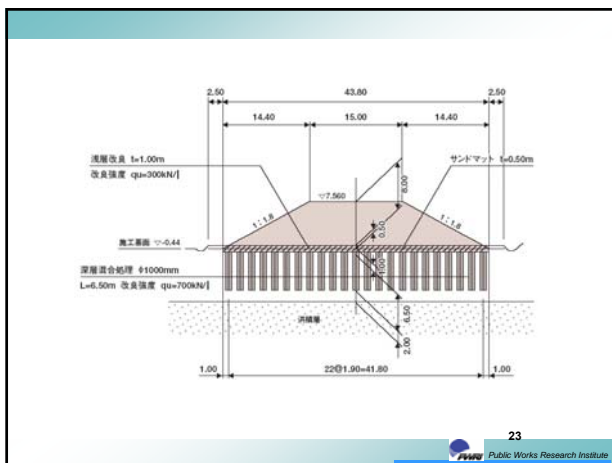 2.50
43.80
2.50
14.40
15.00
14.40
浅層改良 t=1.00m
改良強度 qu=300kN/㎡
サンドマット t=0.50m
▽7.560
8.00
1:1.8
1:1.8
0.50
施工基面 ▽-0.44
1.00
深層混合処理 φ1000mm
L=6.50m 改良強度 qu=700kN/㎡
6.50
洪積層
2.00
1.00
22@1.90=41.80
1.00
23
PWRI Public Works Research Institute